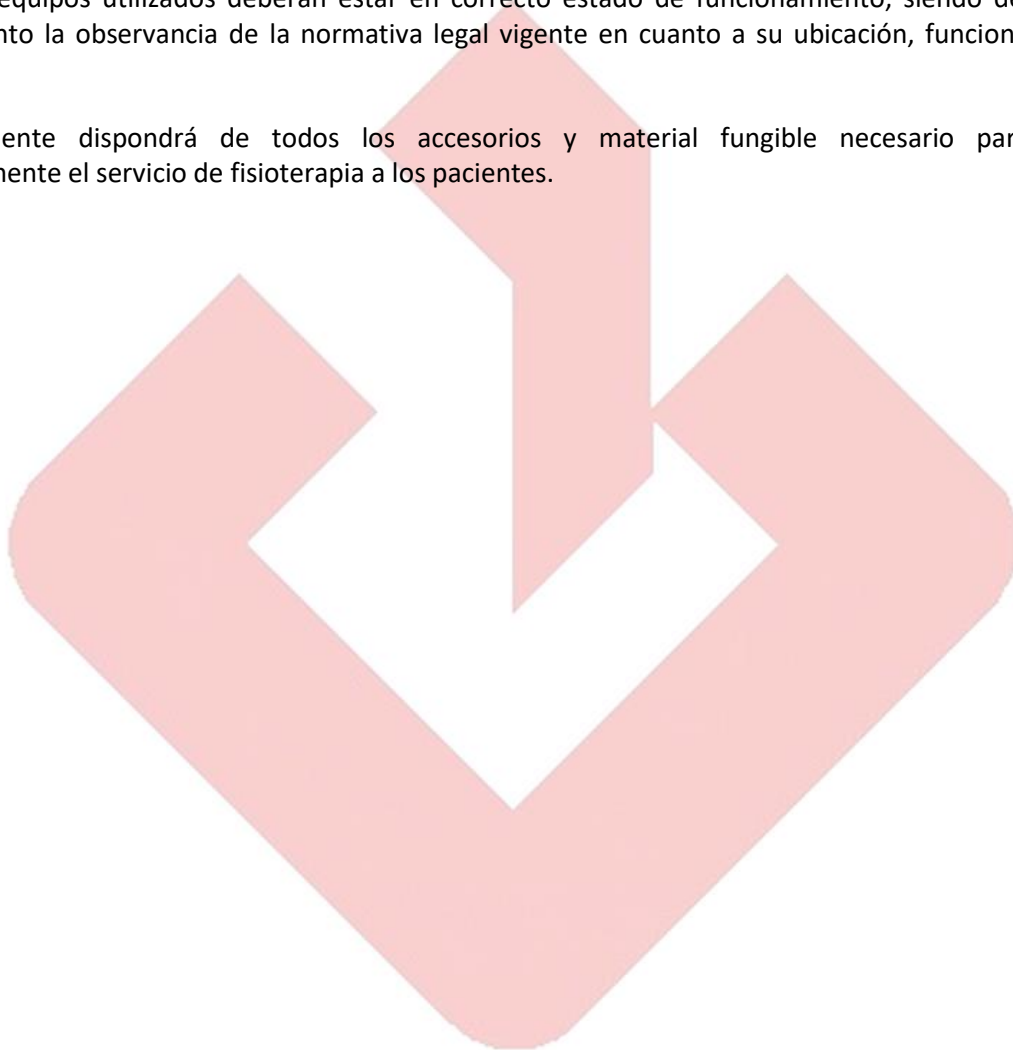 equipos utilizados deberán estar en correcto estado de funcionamiento, siendo de
nto la observancia de la normativa legal vigente en cuanto a su ubicación, funcion
ente dispondrá de todos los accesorios y material fungible necesario par
mente el servicio de fisioterapia a los pacientes.